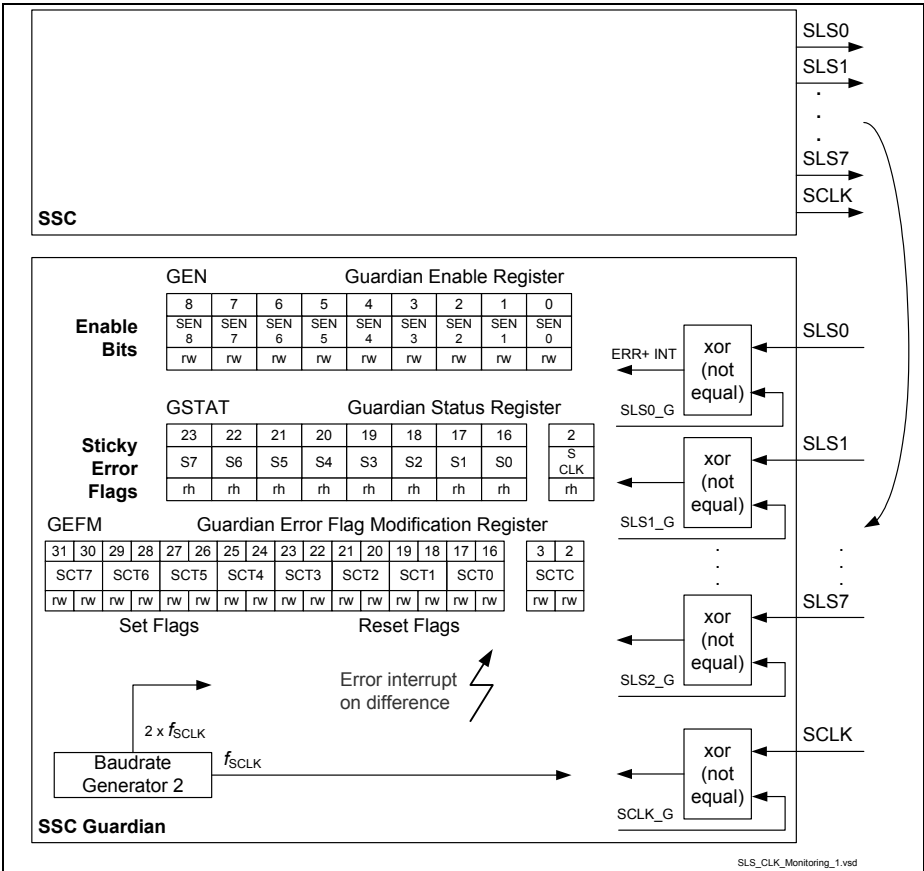 SLS0
SLS1
.
.
.
SLS7
SCLK
SSC
GEN Guardian Enable Register
Enable Bits
8 7 6 5 4 3 2 1 0
SEN 8 SEN 7 SEN 6 SEN 5 SEN 4 SEN 3 SEN 2 SEN 1 SEN 0
rw rw rw rw rw rw rw rw rw
ERR+ INT
xor
(not
equal)
SLS0
SLS0_G
GSTAT Guardian Status Register
Sticky
Error
Flags
23 22 21 20 19 18 17 16 2
S7 S6 S5 S4 S3 S2 S1 S0 S CLK
rh rh rh rh rh rh rh rh rh
xor
(not
equal)
SLS1
SLS1_G
GEFM Guardian Error Flag Modification Register
31 30 29 28 27 26 25 24 23 22 21 20 19 18 17 16 3 2
SCT7 SCT6 SCT5 SCT4 SCT3 SCT2 SCT1 SCT0 SCTC
rw rw rw rw rw rw rw rw rw rw rw rw rw rw rw rw rw rw
Set Flags Reset Flags
. .
. .
. .
xor
(not
equal)
SLS7
SLS2_G
Error interrupt
on difference
2 x fSCLK
Baudrate
Generator 2
fSCLK
xor
(not
equal)
SCLK
SCLK_G
SSC Guardian
SLS_CLK_Monitoring_1.vsd